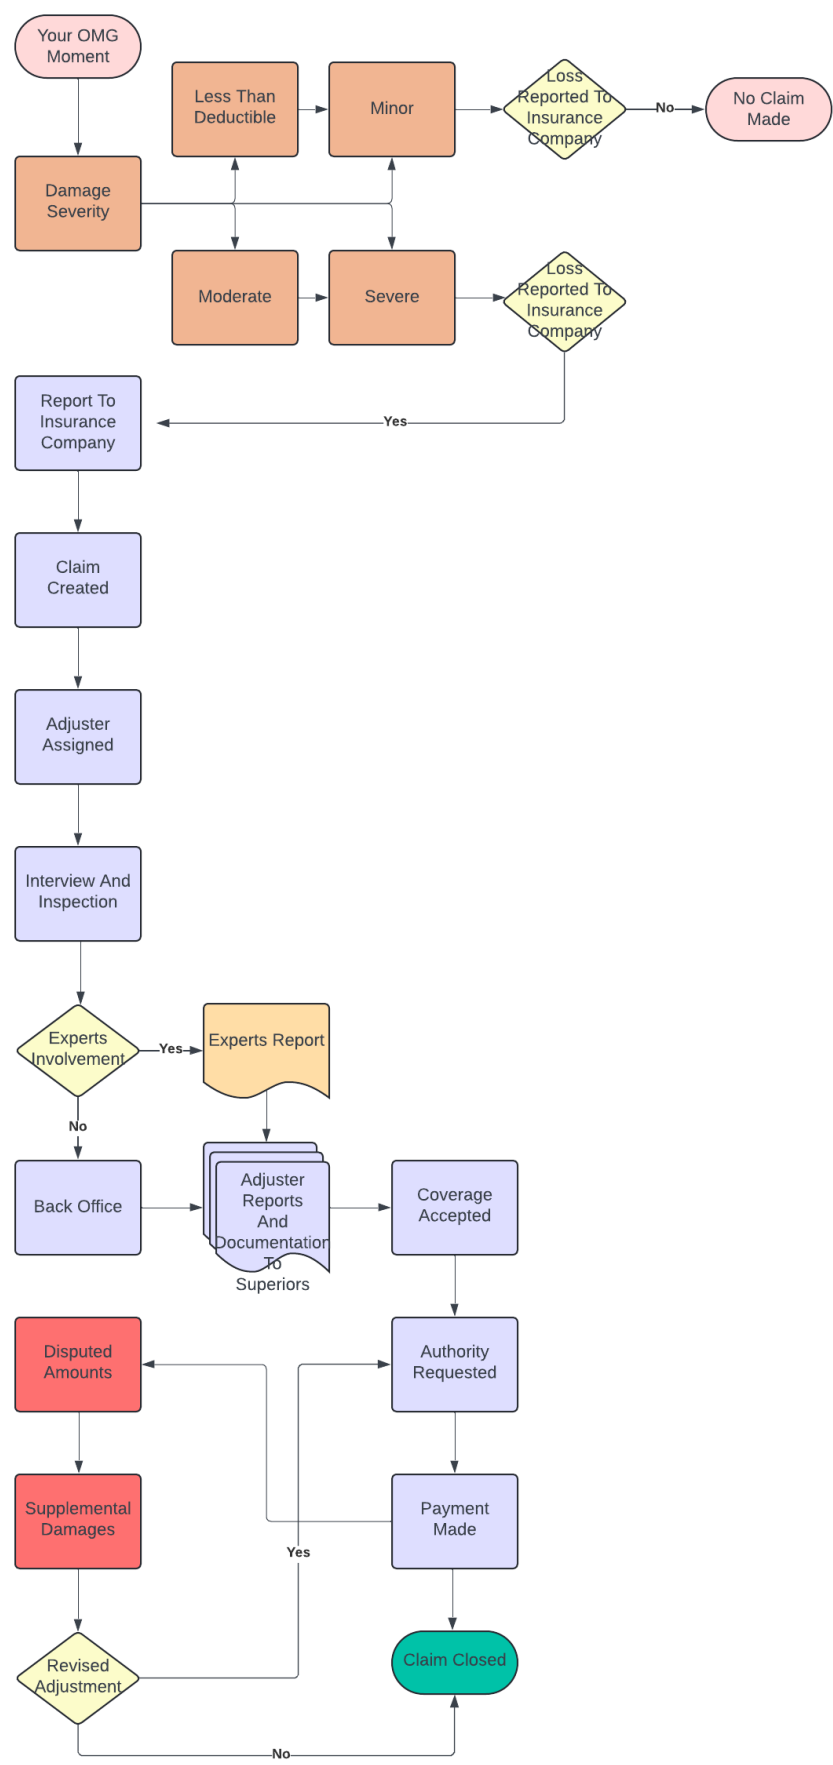 Your OMG
Moment
Less Than
Deductible
Minor
Loss
Reported To
Insurance
Company
No
No Claim
Made
Damage
Severity
Moderate
Severe
Loss
Reported To
Insurance
Company
Yes
Report To
Insurance
Company
Claim
Created
Adjuster
Assigned
Interview And
Inspection
Experts
Involvement
Yes
Experts Report
No
Back Office
Adjuster
Reports
And
Documentation
To
Superiors
Coverage
Accepted
Disputed
Amounts
Authority
Requested
Supplemental
Damages
Payment
Made
Yes
Revised
Adjustment
Claim Closed
No